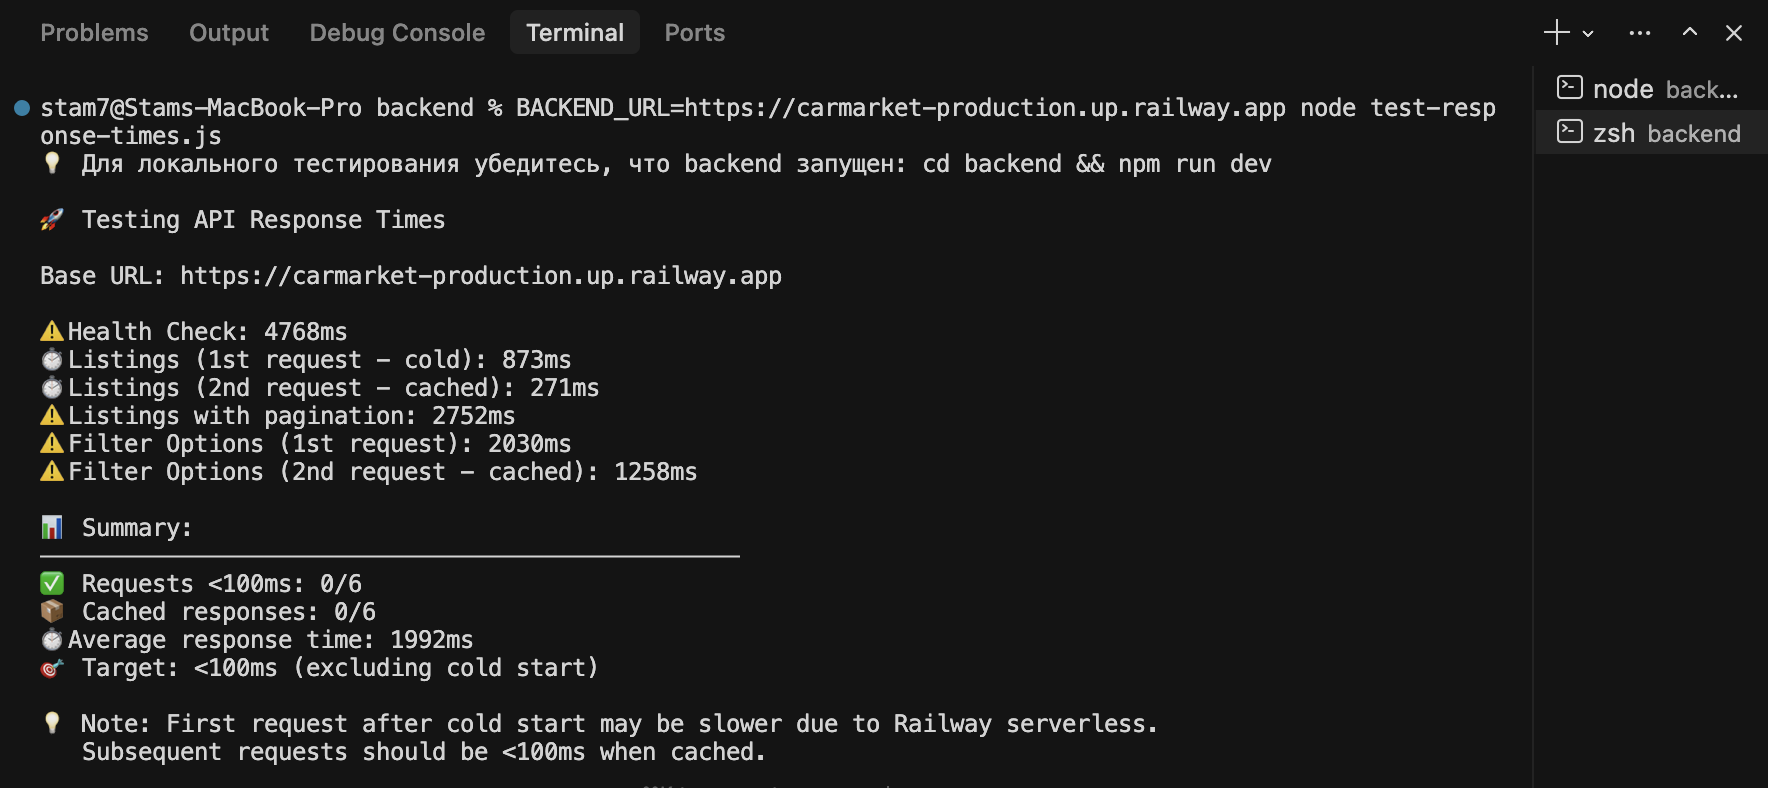 Problems Output Debug Console Terminal Ports
stam7@Stams-MacBook-Pro backend % BACKEND_URL=https://carmarket-production.up.railway.app node test-resp
onse-times.js
💡 Для локального тестирования убедитесь, что backend запущен: cd backend && npm run dev
🚀 Testing API Response Times
Base URL: https://carmarket-production.up.railway.app
⚠️Health Check: 4768ms
⏱Listings (1st request - cold): 873ms
⏱Listings (2nd request - cached): 271ms
⚠️Listings with pagination: 2752ms
⚠️Filter Options (1st request): 2030ms
⚠️Filter Options (2nd request - cached): 1258ms
📊 Summary:
✅ Requests <100ms: 0/6
📦 Cached responses: 0/6
⏱Average response time: 1992ms
🎯 Target: <100ms (excluding cold start)
💡 Note: First request after cold start may be slower due to Railway serverless.
Subsequent requests should be <100ms when cached.
node back...
zsh backend